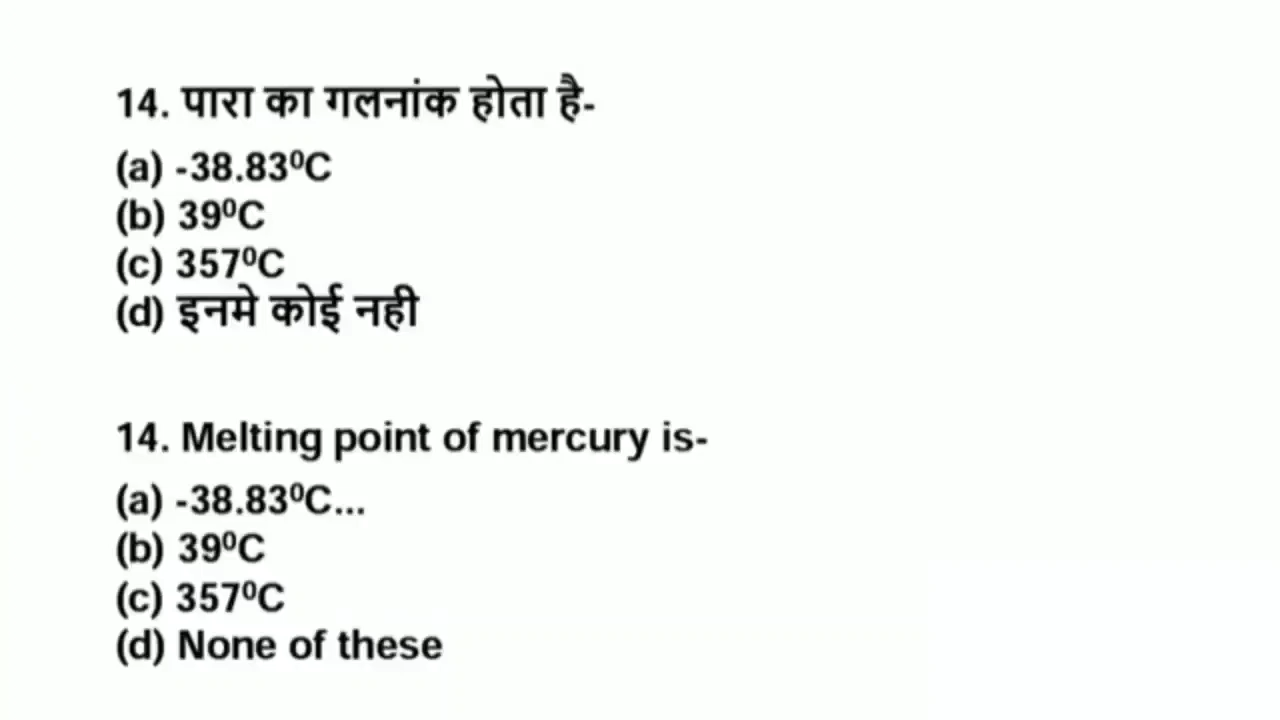 14. पारा का गलनांक होता है-
(a) -38.83⁰C
(b) 39⁰C
(c) 357⁰C
(d) इनमे कोई नही
14. Melting point of mercury is-
(a) -38.83⁰C...
(b) 39⁰C
(c) 357⁰C
(d) None of these